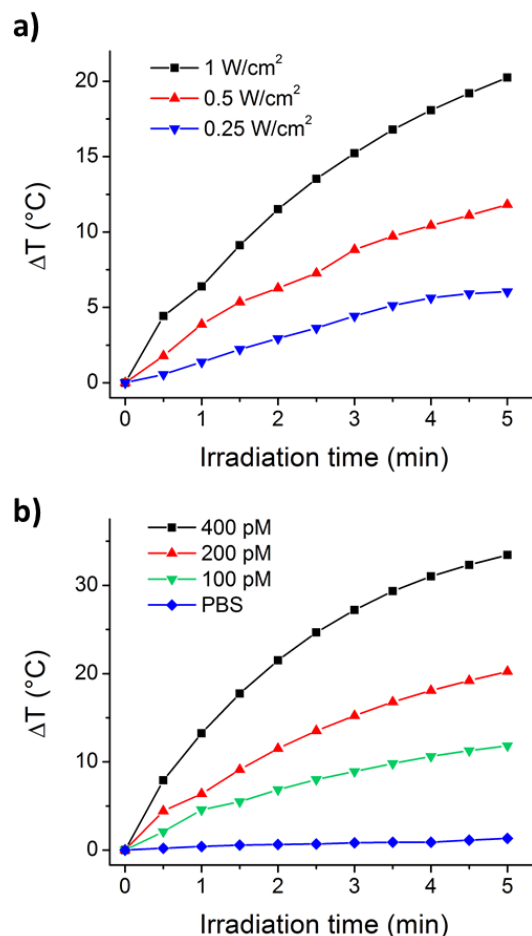 a)
1 W/cm²
0.5 W/cm²
0.25 W/cm²
20
15
10
5
0
ΔT (°C)
0 1 2 3 4 5
Irradiation time (min)
b)
400 pM
200 pM
100 pM
PBS
30
20
10
0
ΔT (°C)
0 1 2 3 4 5
Irradiation time (min)